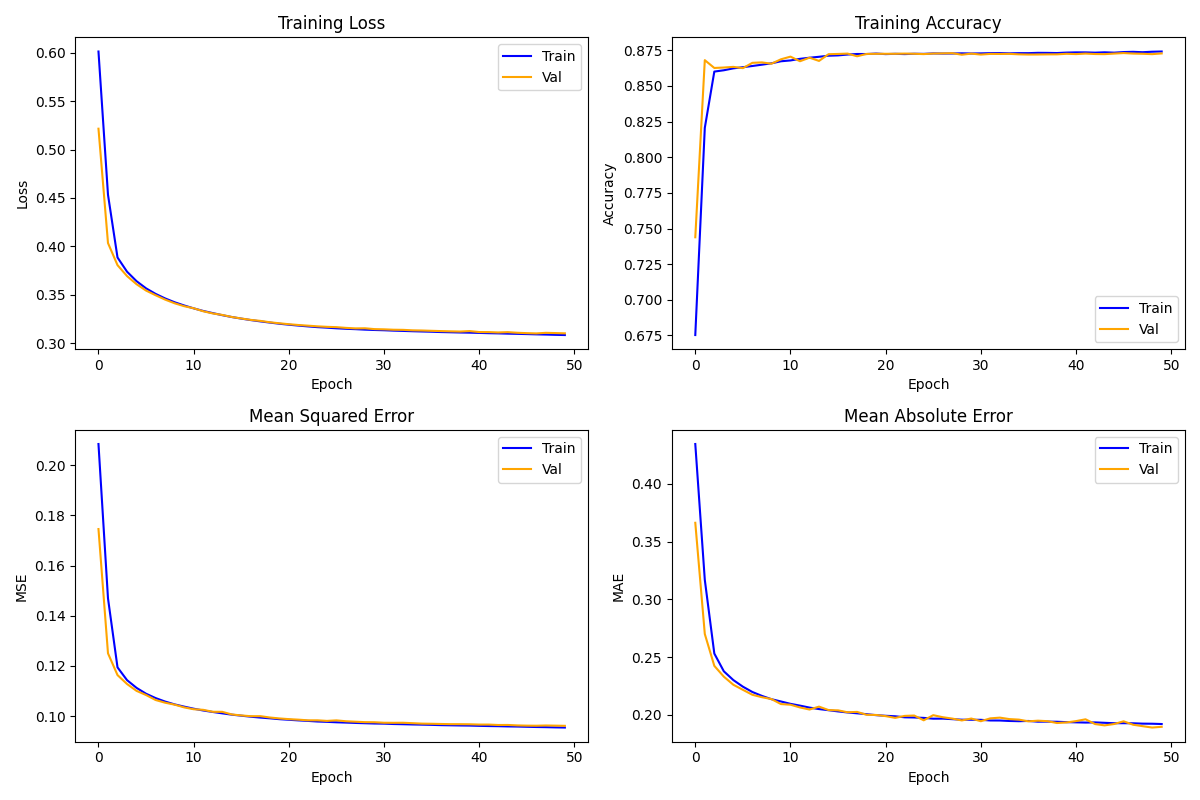 Training Loss
0.60
0.55
0.50
0.45
0.40
0.35
0.30
Loss
0 10 20 30 40 50
Epoch
Train
Val
Training Accuracy
0.875
0.850
0.825
0.800
0.775
0.750
0.725
0.700
0.675
Accuracy
0 10 20 30 40 50
Epoch
Train
Val
Mean Squared Error
0.20
0.18
0.16
0.14
0.12
0.10
MSE
0 10 20 30 40 50
Epoch
Train
Val
Mean Absolute Error
0.40
0.35
0.30
0.25
0.20
MAE
0 10 20 30 40 50
Epoch
Train
Val